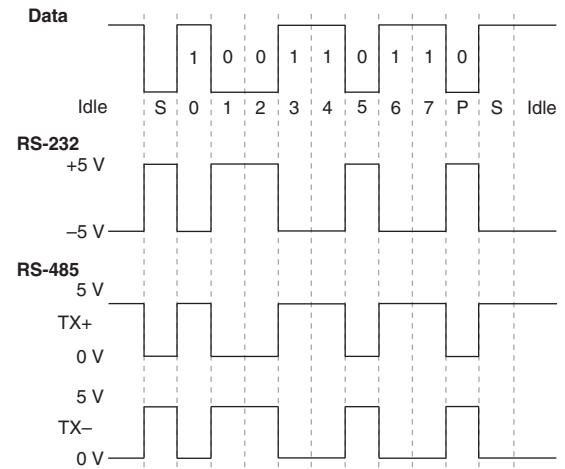 Data
1 0 0 1 1 0 1 1 0
Idle S 0 1 2 3 4 5 6 7 P S Idle
RS-232
+5 V
–5 V
RS-485
5 V
TX+
0 V
5 V
TX–
0 V